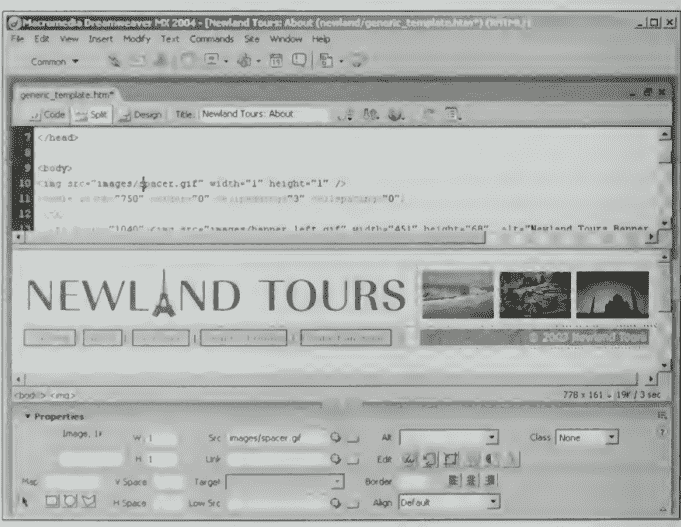 Macromedia Dreamweaver MX 2004 - [Newland Tours: About (newland/generic_template.htm*) (XHTML)]
File Edit View Insert Modify Text Commands Site Window Help
Common
generic_template.htm*
Code Split Design Title: Newland Tours: About
7 </head>
8
9 <body>
10 <img src="images/spacer.gif" width="1" height="1" />
11 "750" "0" "3" "0"
12
13 "1040" <img src="images/banner_left.gif" width="451" height="68" alt="Newland Tours Banner
NEWLAND TOURS
© 2003 Newland Tours
<body> <img>
778 x 161 19K / 3 sec
Properties
Image, 1K W 1 Src images/spacer.gif Alt Class None
H 1 Link Edit
Map V Space Target Border
H Space Low Src Align Default